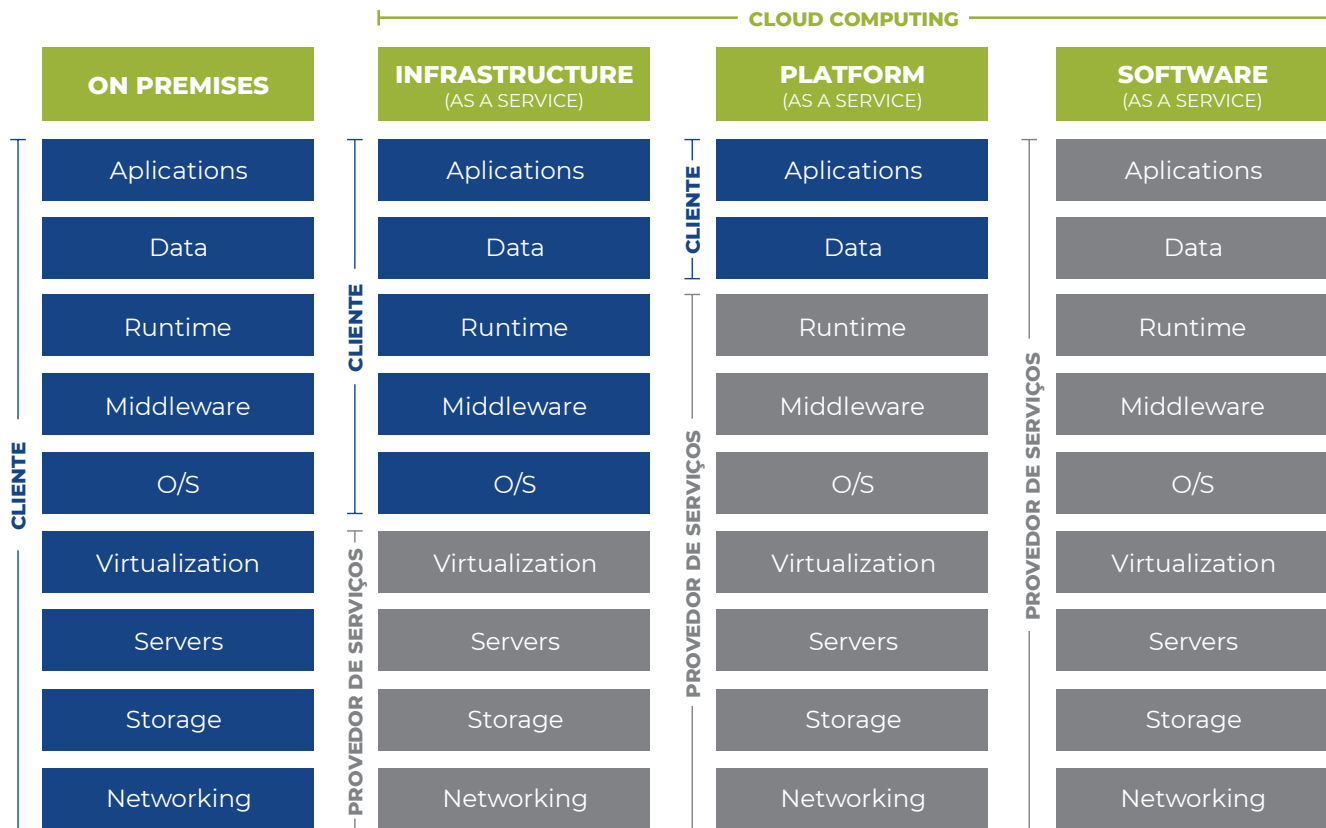 CLOUD COMPUTING
ON PREMISES
INFRASTRUCTURE
(AS A SERVICE)
PLATFORM
(AS A SERVICE)
SOFTWARE
(AS A SERVICE)
CLIENTE
Aplications
Data
Runtime
Middleware
O/S
Virtualization
Servers
Storage
Networking
CLIENTE
PROVEDOR DE SERVIÇOS
Aplications
Data
Runtime
Middleware
O/S
Virtualization
Servers
Storage
Networking
CLIENTE
PROVEDOR DE SERVIÇOS
Aplications
Data
Runtime
Middleware
O/S
Virtualization
Servers
Storage
Networking
PROVEDOR DE SERVIÇOS
Aplications
Data
Runtime
Middleware
O/S
Virtualization
Servers
Storage
Networking